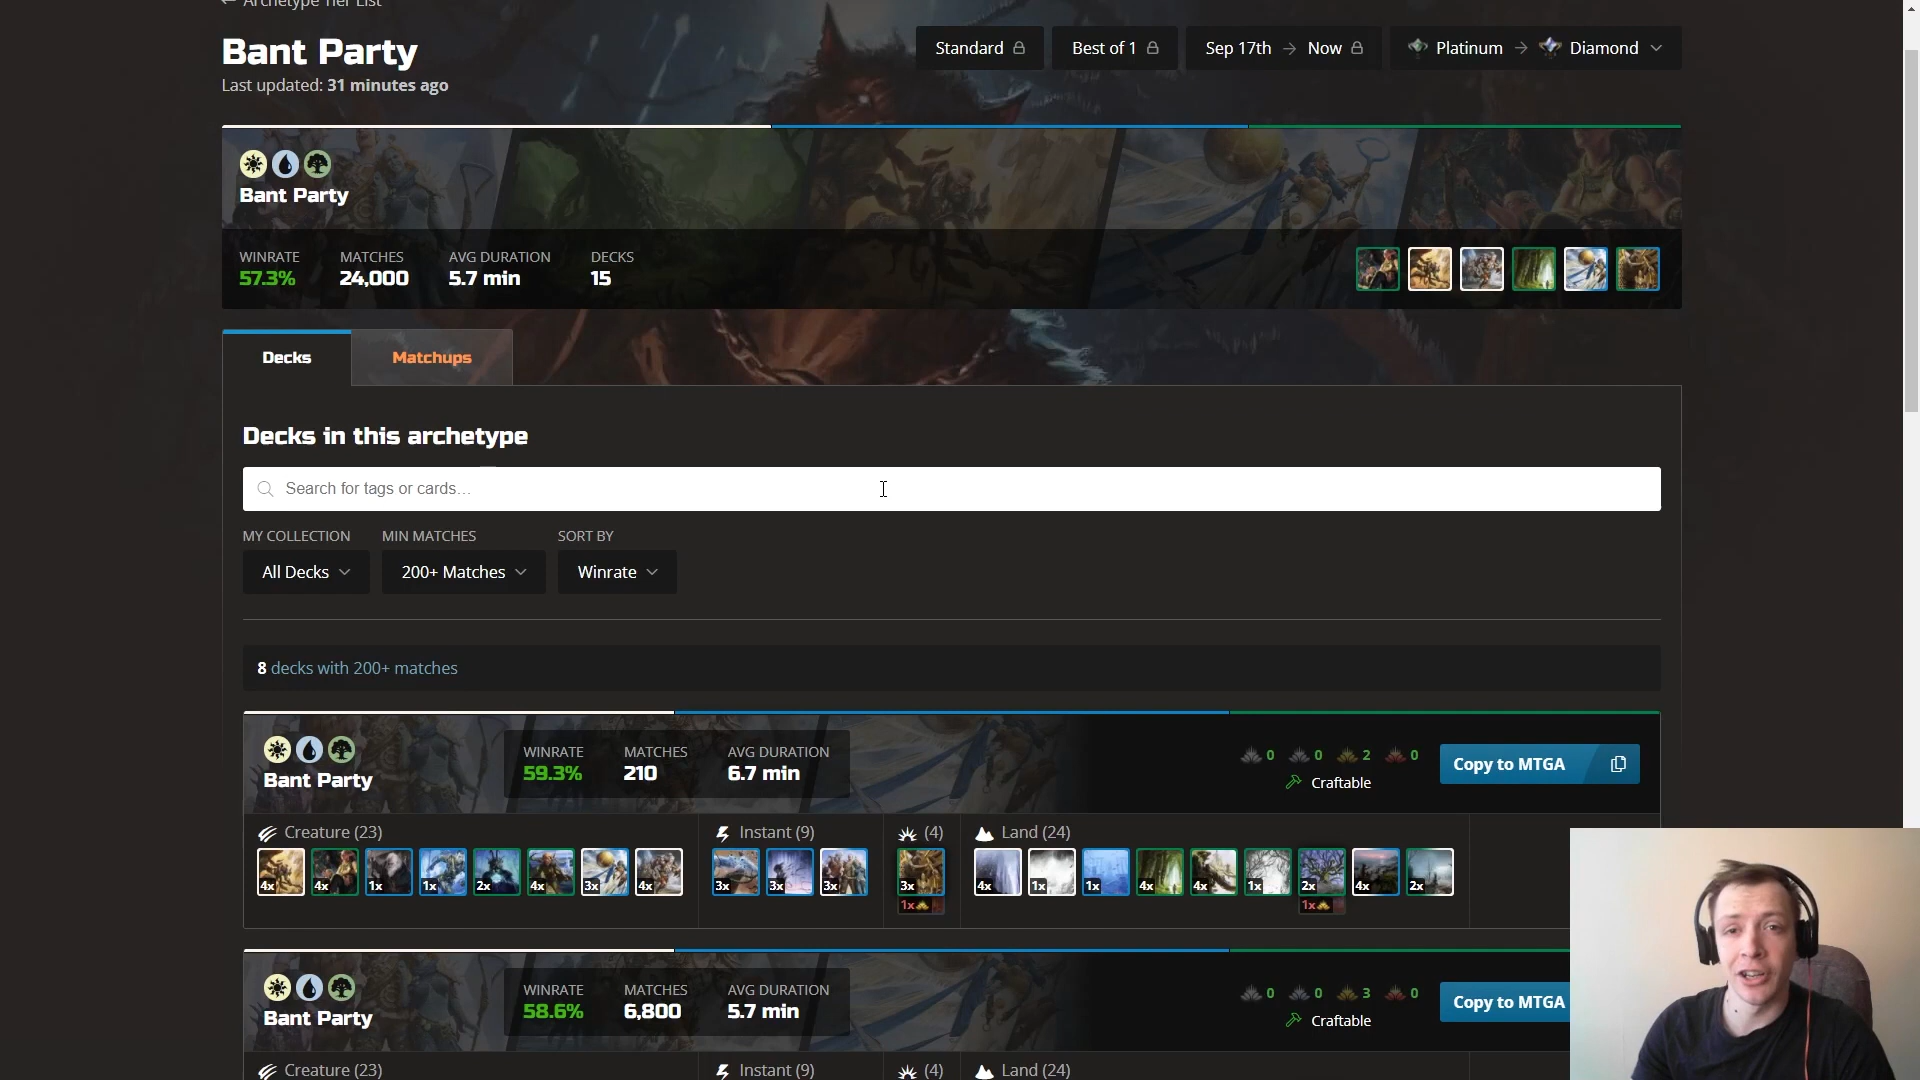 ← Archetype Tier List
Bant Party
Last updated: 31 minutes ago
Standard
Best of 1
Sep 17th → Now
Platinum → Diamond
Bant Party
WINRATE MATCHES AVG DURATION DECKS
57.3% 24,000 5.7 min 15
Decks Matchups
Decks in this archetype
Search for tags or cards...
MY COLLECTION MIN MATCHES SORT BY
All Decks 200+ Matches Winrate
8 decks with 200+ matches
Bant Party
WINRATE MATCHES AVG DURATION
59.3% 210 6.7 min
0 0 2 0
Craftable
Copy to MTGA
Creature (23) Instant (9) (4) Land (24)
4x 4x 1x 1x 2x 4x 3x 4x 3x 3x 3x 3x 4x 1x 1x 4x 4x 1x 2x 4x 2x
1x 1x
Bant Party
WINRATE MATCHES AVG DURATION
58.6% 6,800 5.7 min
0 0 3 0
Craftable
Copy to MTGA
Creature (23) Instant (9) (4) Land (24)